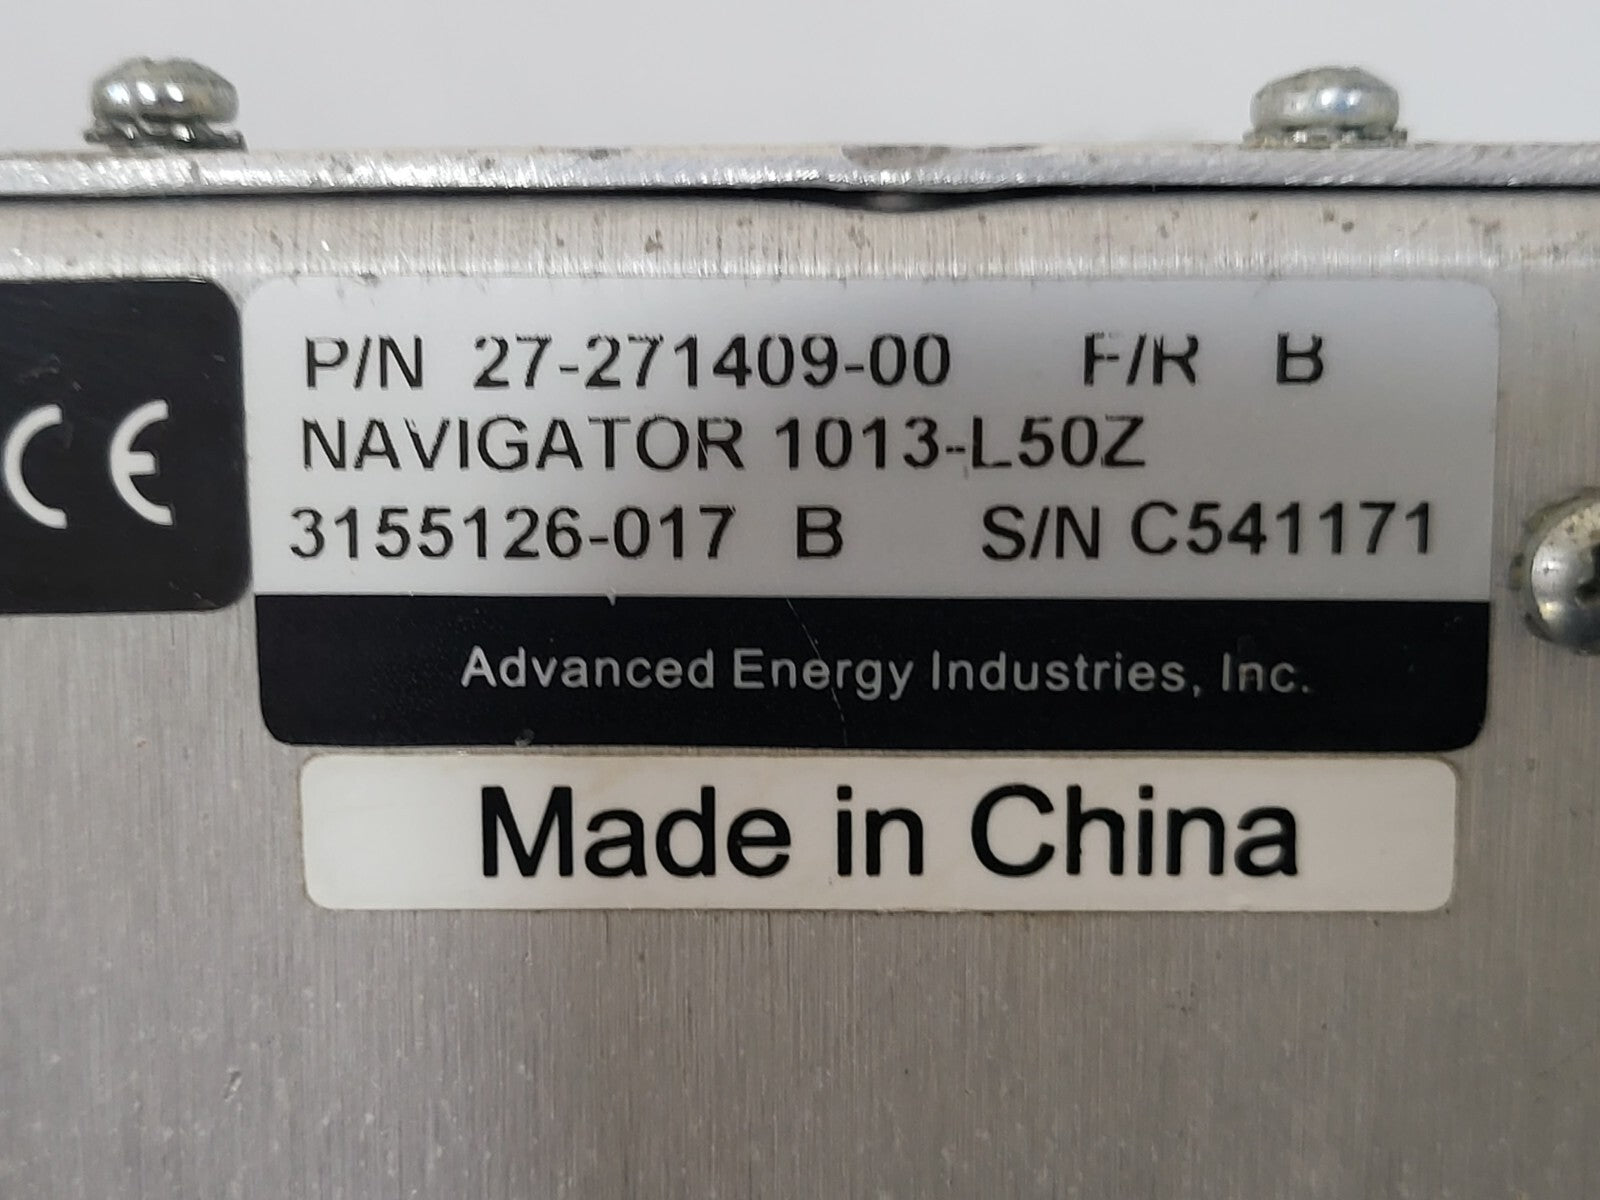 CE
P/N 27-271409-00 F/R B
NAVIGATOR 1013-L50Z
3155126-017 B S/N C541171
Advanced Energy Industries, Inc.
Made in China